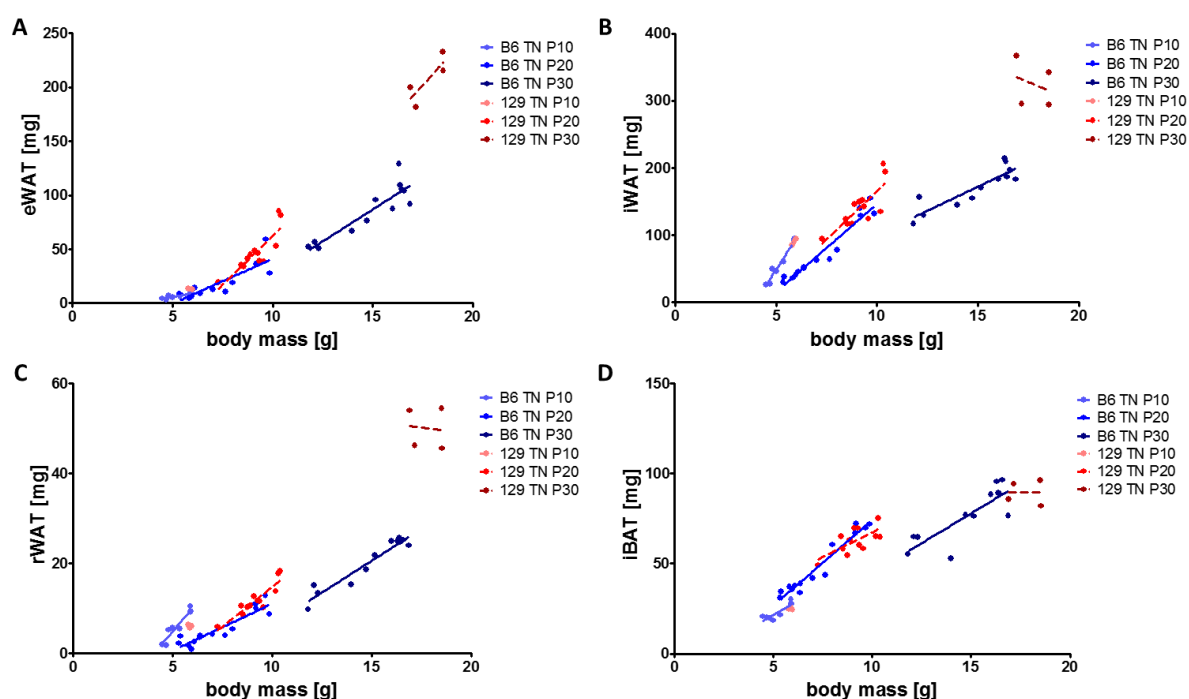 A
eWAT [mg]
250
200
150
100
50
0
0 5 10 15 20
body mass [g]
B6 TN P10
B6 TN P20
B6 TN P30
129 TN P10
129 TN P20
129 TN P30
B
iWAT [mg]
400
300
200
100
0
0 5 10 15 20
body mass [g]
B6 TN P10
B6 TN P20
B6 TN P30
129 TN P10
129 TN P20
129 TN P30
C
rWAT [mg]
60
40
20
0
0 5 10 15 20
body mass [g]
B6 TN P10
B6 TN P20
B6 TN P30
129 TN P10
129 TN P20
129 TN P30
D
iBAT [mg]
150
100
50
0
0 5 10 15 20
body mass [g]
B6 TN P10
B6 TN P20
B6 TN P30
129 TN P10
129 TN P20
129 TN P30